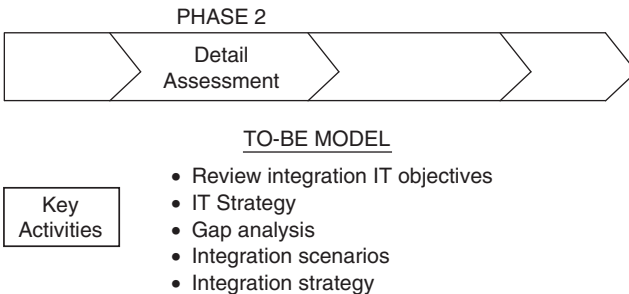 PHASE 2
Detail
Assessment
TO-BE MODEL
Key
Activities
• Review integration IT objectives
• IT Strategy
• Gap analysis
• Integration scenarios
• Integration strategy